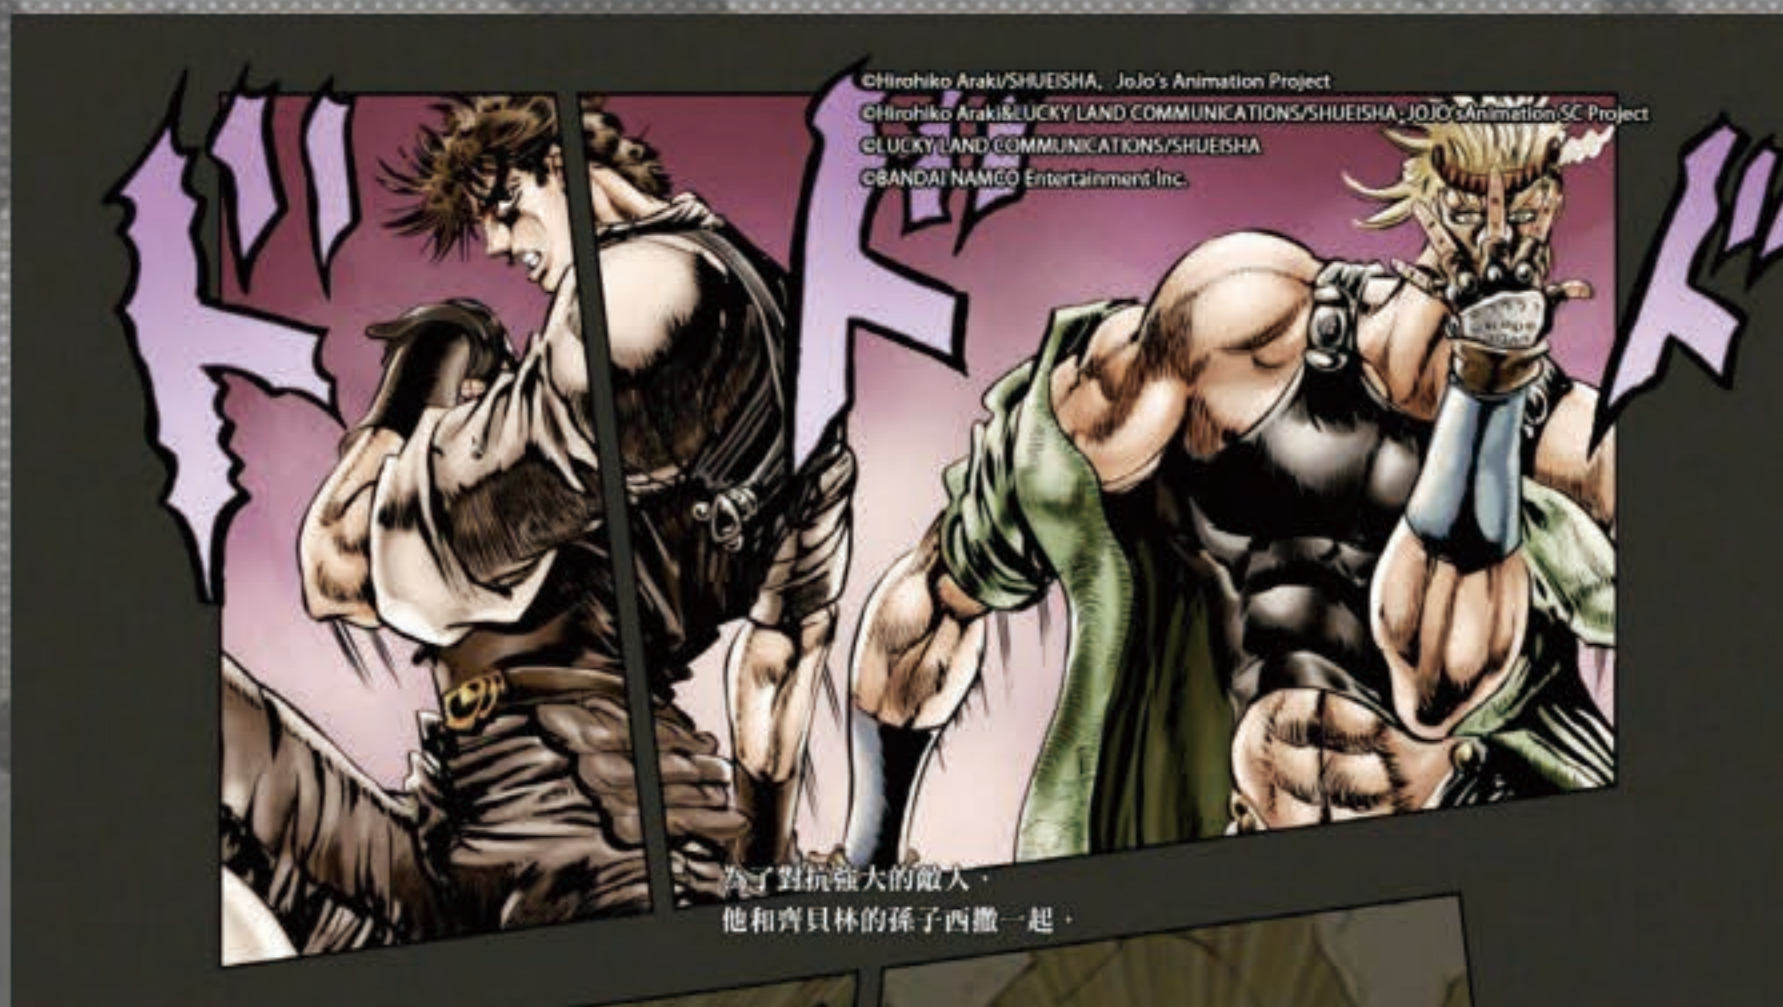 ©Hirohiko Araki/SHUEISHA, JoJo's Animation Project
©Hirohiko Araki&LUCKY LAND COMMUNICATIONS/SHUEISHA・JOJO'sAnimation SC Project
©LUCKY LAND COMMUNICATIONS/SHUEISHA
©BANDAI NAMCO Entertainment Inc.
ド ド ド
為了對抗強大的敵人、
他和齊貝林的孫子西撒一起，